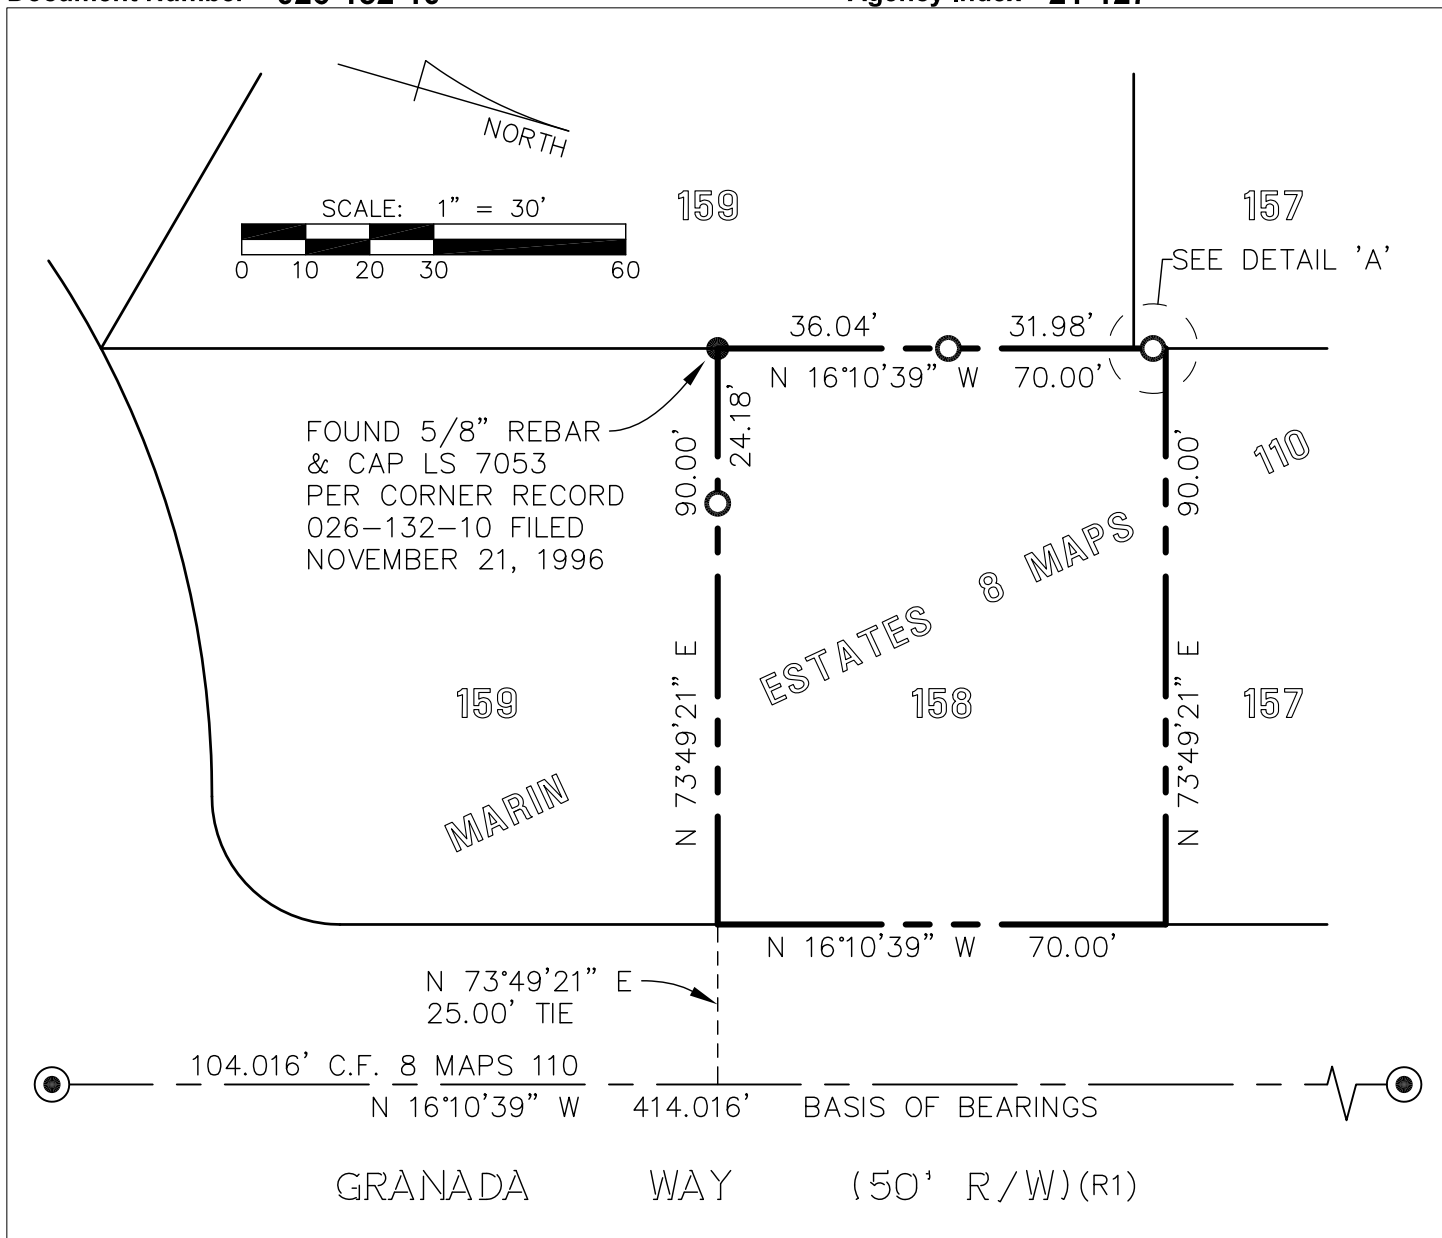 NORTH
SCALE: 1" = 30'
0 10 20 30 60
159
157
SEE DETAIL 'A'
36.04' 31.98'
N 16°10'39" W 70.00'
FOUND 5/8" REBAR
& CAP LS 7053
PER CORNER RECORD
026-132-10 FILED
NOVEMBER 21, 1996
24.18'
90.00'
N 73°49'21" E
90.00'
N 73°49'21" E
110
ESTATES 8 MAPS
159
158
157
MARIN
N 16°10'39" W 70.00'
N 73°49'21" E
25.00' TIE
104.016' C.F. 8 MAPS 110
N 16°10'39" W 414.016' BASIS OF BEARINGS
GRANADA WAY (50' R/W)(R1)